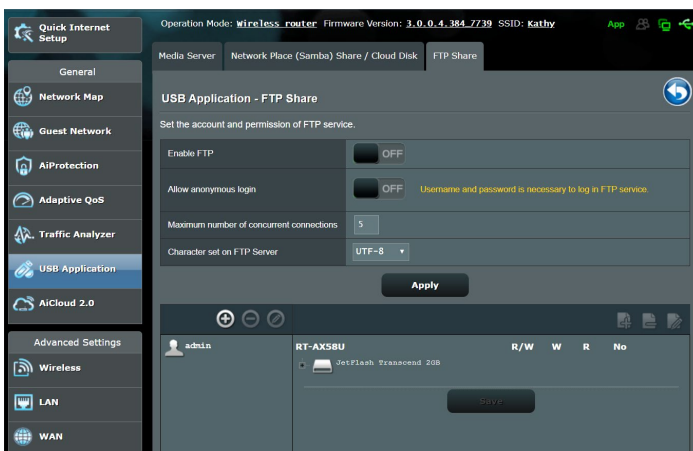 Quick Internet
Setup
Operation Mode: Wireless router Firmware Version: 3.0.0.4.384_7739 SSID: Kathy
App
Media Server
Network Place (Samba) Share / Cloud Disk
FTP Share
General
Network Map
Guest Network
AiProtection
Adaptive QoS
Traffic Analyzer
USB Application
AiCloud 2.0
Advanced Settings
Wireless
LAN
WAN
USB Application - FTP Share
Set the account and permission of FTP service.
Enable FTP
OFF
Allow anonymous login
OFF
Username and password is necessary to log in FTP service.
Maximum number of concurrent connections
5
Character set on FTP Server
UTF-8
Apply
admin
RT-AX58U
R/W W R No
JetFlash Transcend 2GB
Save